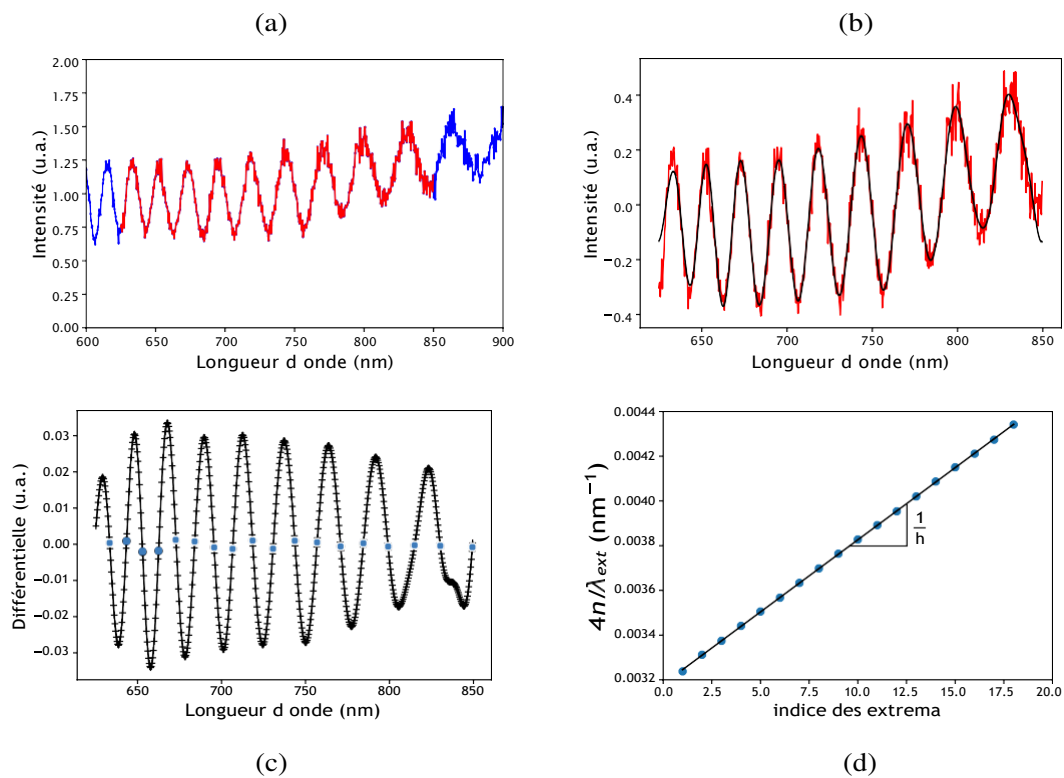 (a)
(b)
2.00
1.75
1.50
1.25
1.00
0.75
0.50
0.25
0.00
Intensité (u.a.)
600 650 700 750 800 850 900
Longueur d onde (nm)
0.4
0.2
0.0
−0.2
−0.4
Intensité (u.a.)
650 700 750 800 850
Longueur d onde (nm)
0.03
0.02
0.01
0.00
−0.01
−0.02
−0.03
Différentielle (u.a.)
650 700 750 800 850
Longueur d onde (nm)
0.0044
0.0042
0.0040
0.0038
0.0036
0.0034
0.0032
4n/λext (nm⁻¹)
1
h
0.0 2.5 5.0 7.5 10.0 12.5 15.0 17.5 20.0
indice des extrema
(c)
(d)